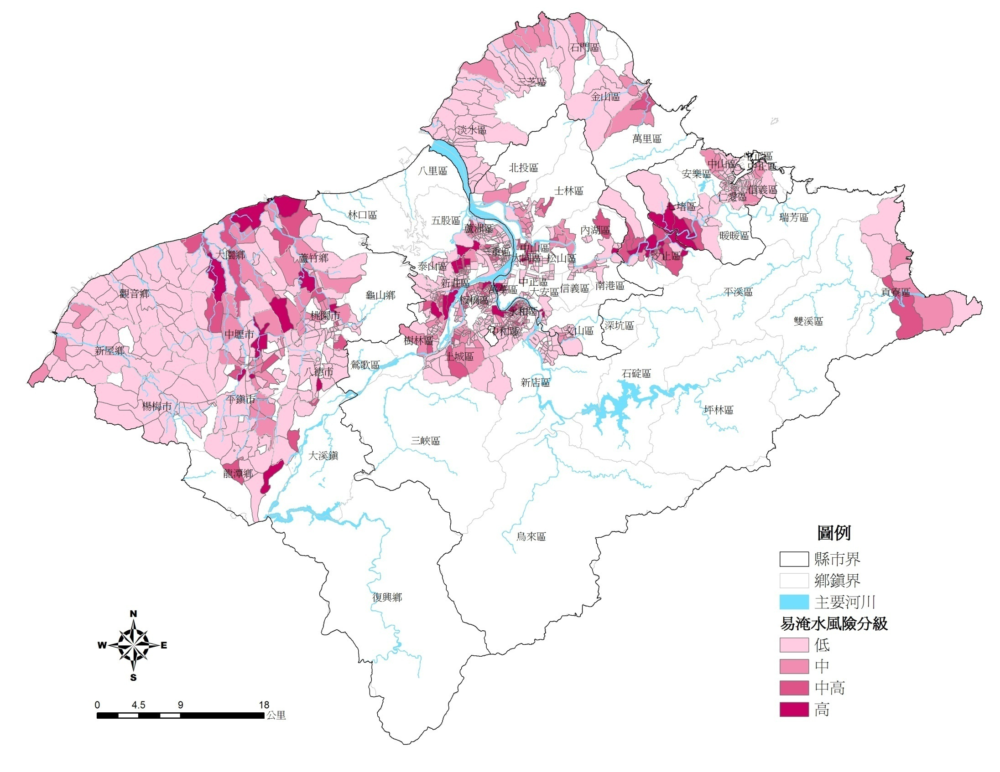 石門區
三芝區
金山區
淡水區
萬里區
中正區
中山區
中正區
北投區
八里區
安樂區
士林區
信義區
仁愛區
七堵區
林口區
瑞芳區
五股區
蘆洲區
內湖區
暖暖區
中山區
三重區
大園鄉
蘆竹鄉
大同區
松山區
汐止區
泰山區
新莊區
中正區
萬華區
大安區
信義區
南港區
平溪區
貢寮區
觀音鄉
龜山鄉
板橋區
永和區
桃園市
雙溪區
深坑區
文山區
中和區
中壢市
樹林區
新屋鄉
土城區
鶯歌區
八德市
石碇區
新店區
平鎮市
楊梅市
坪林區
三峽區
大溪鎮
龍潭鄉
烏來區
復興鄉
圖例
縣市界
鄉鎮界
主要河川
易淹水風險分級
低
中
中高
高
N
W
E
S
0 4.5 9 18
公里